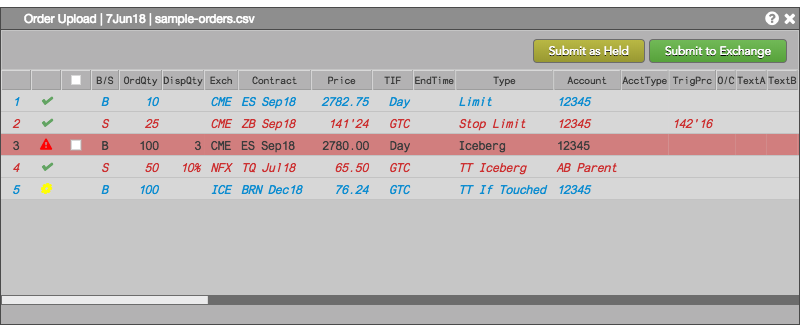 Order Upload | 7Jun18 | sample-orders.csv
Submit as Held Submit to Exchange
B/S OrdQty DispQty Exch Contract Price TIF EndTime Type Account AcctType TrigPrc O/C TextA TextB
1 B 10 CME ES Sep18 2782.75 Day Limit 12345
2 S 25 CME ZB Sep18 141'24 GTC Stop Limit 12345 142'16
3 B 100 3 CME ES Sep18 2780.00 Day Iceberg 12345
4 S 50 10% NFX TQ Jul18 65.50 GTC TT Iceberg AB Parent
5 B 100 ICE BRN Dec18 76.24 GTC TT If Touched 12345